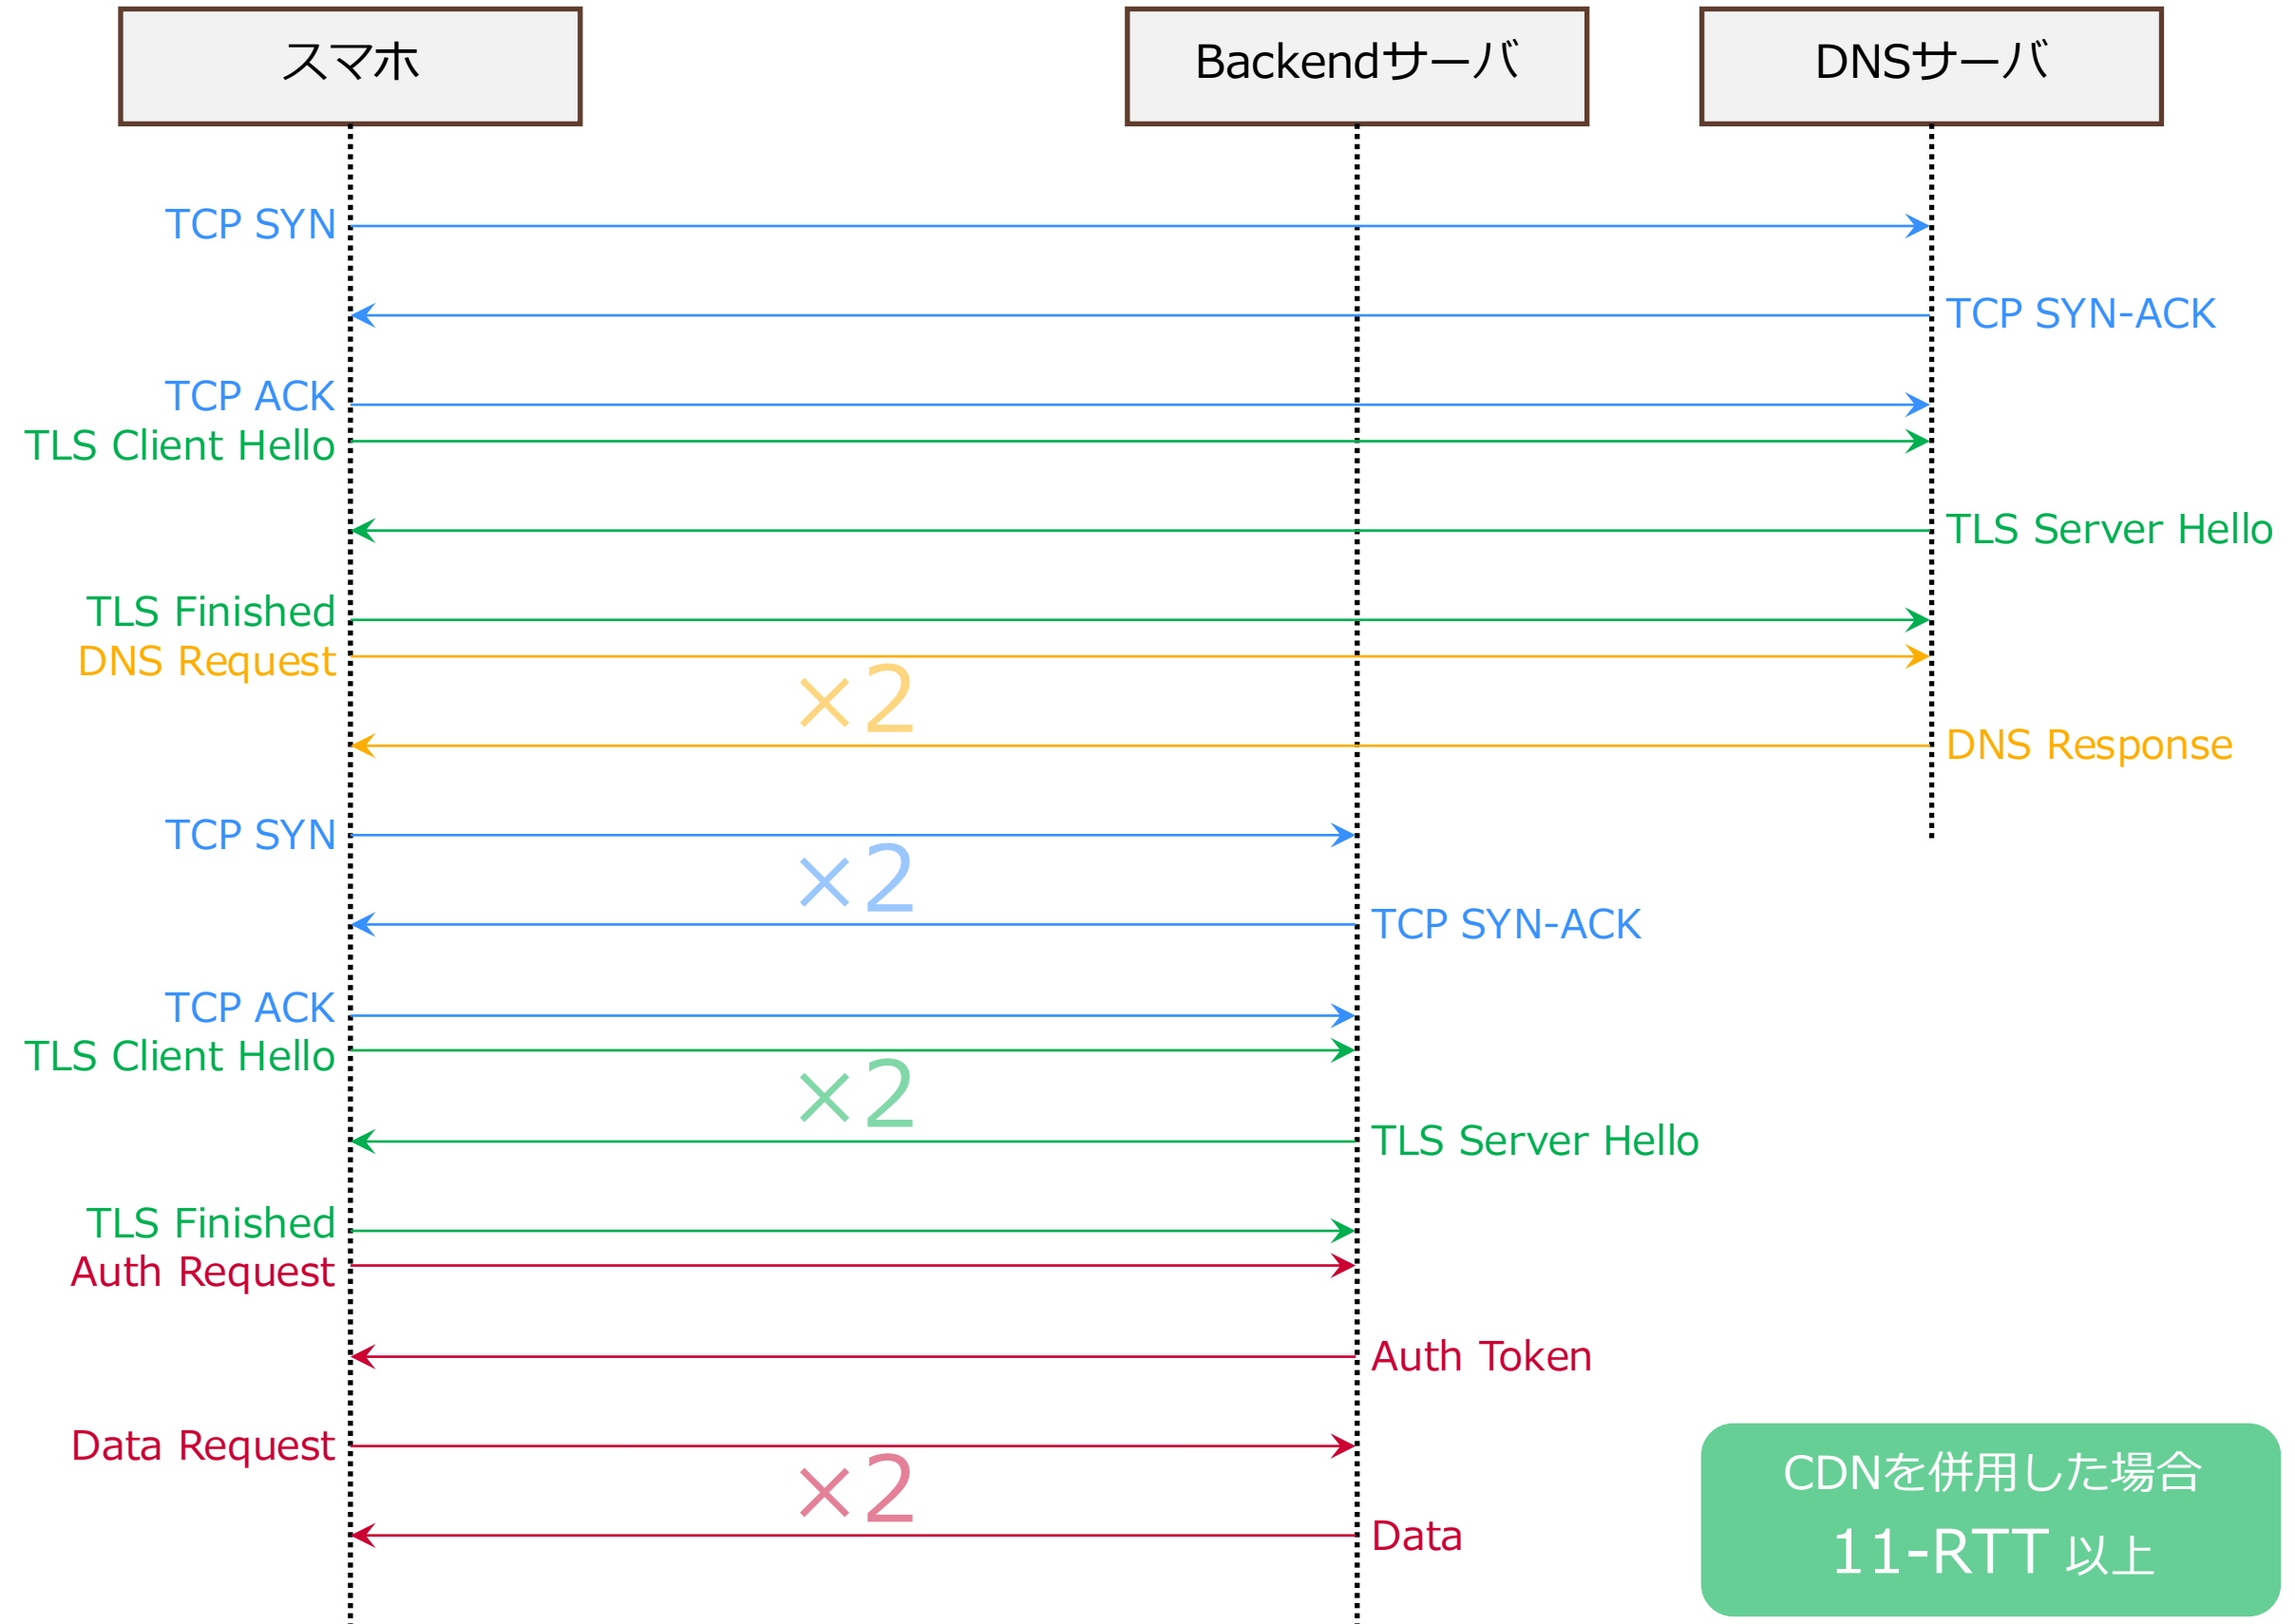 スマホ
Backendサーバ
DNSサーバ
TCP SYN
TCP SYN-ACK
TCP ACK
TLS Client Hello
TLS Server Hello
TLS Finished
DNS Request
×2
DNS Response
TCP SYN
×2
TCP SYN-ACK
TCP ACK
TLS Client Hello
×2
TLS Server Hello
TLS Finished
Auth Request
Auth Token
Data Request
×2
Data
CDNを併用した場合
11-RTT 以上